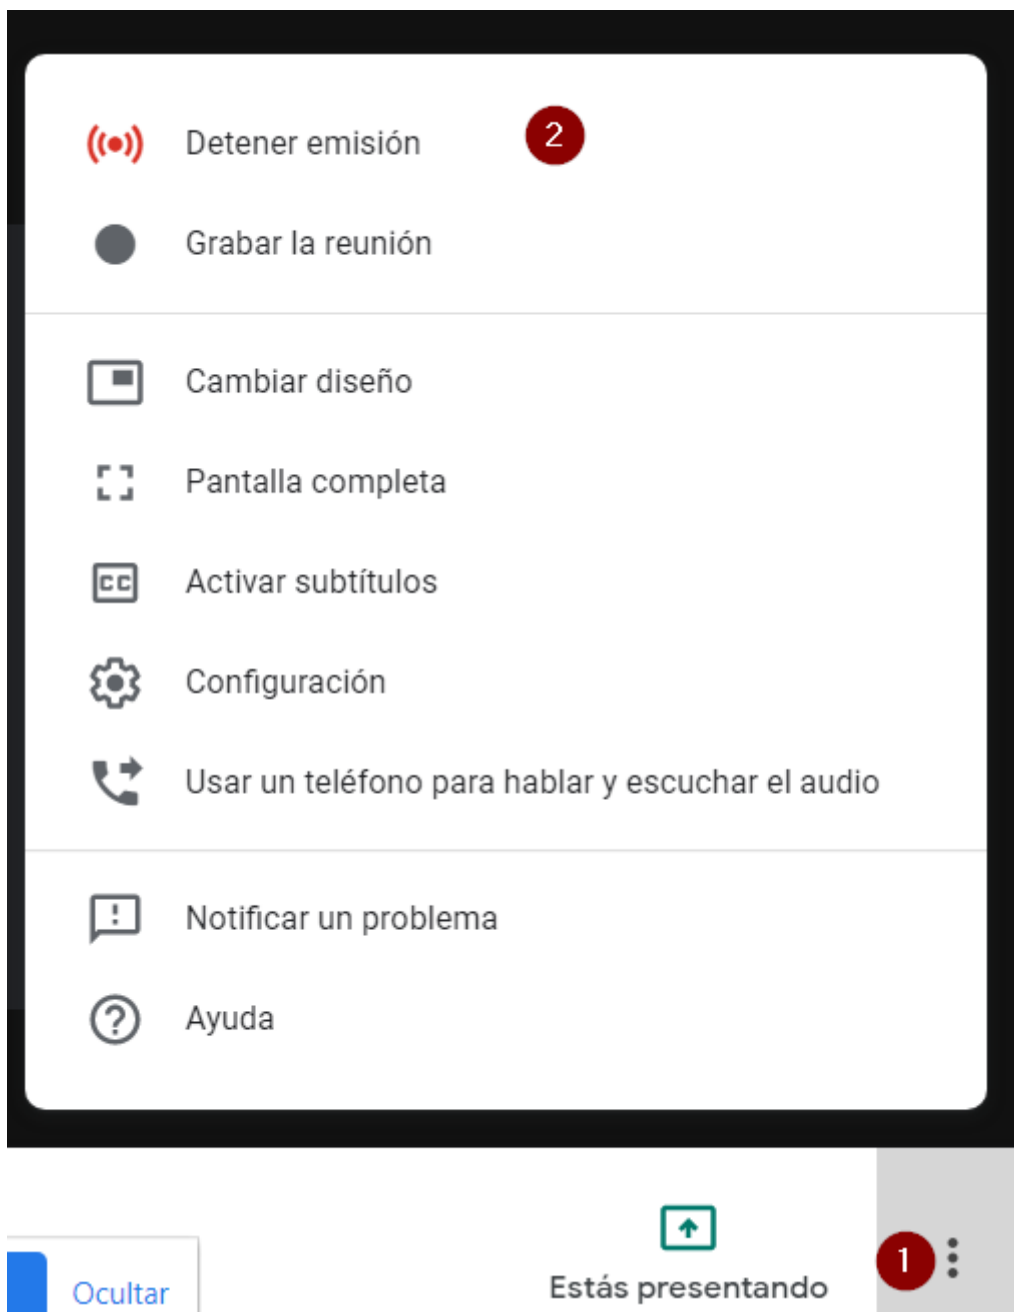 Detener emisión
2
Grabar la reunión
Cambiar diseño
Pantalla completa
CC
Activar subtítulos
Configuración
Usar un teléfono para hablar y escuchar el audio
Notificar un problema
Ayuda
Ocultar
Estás presentando
1